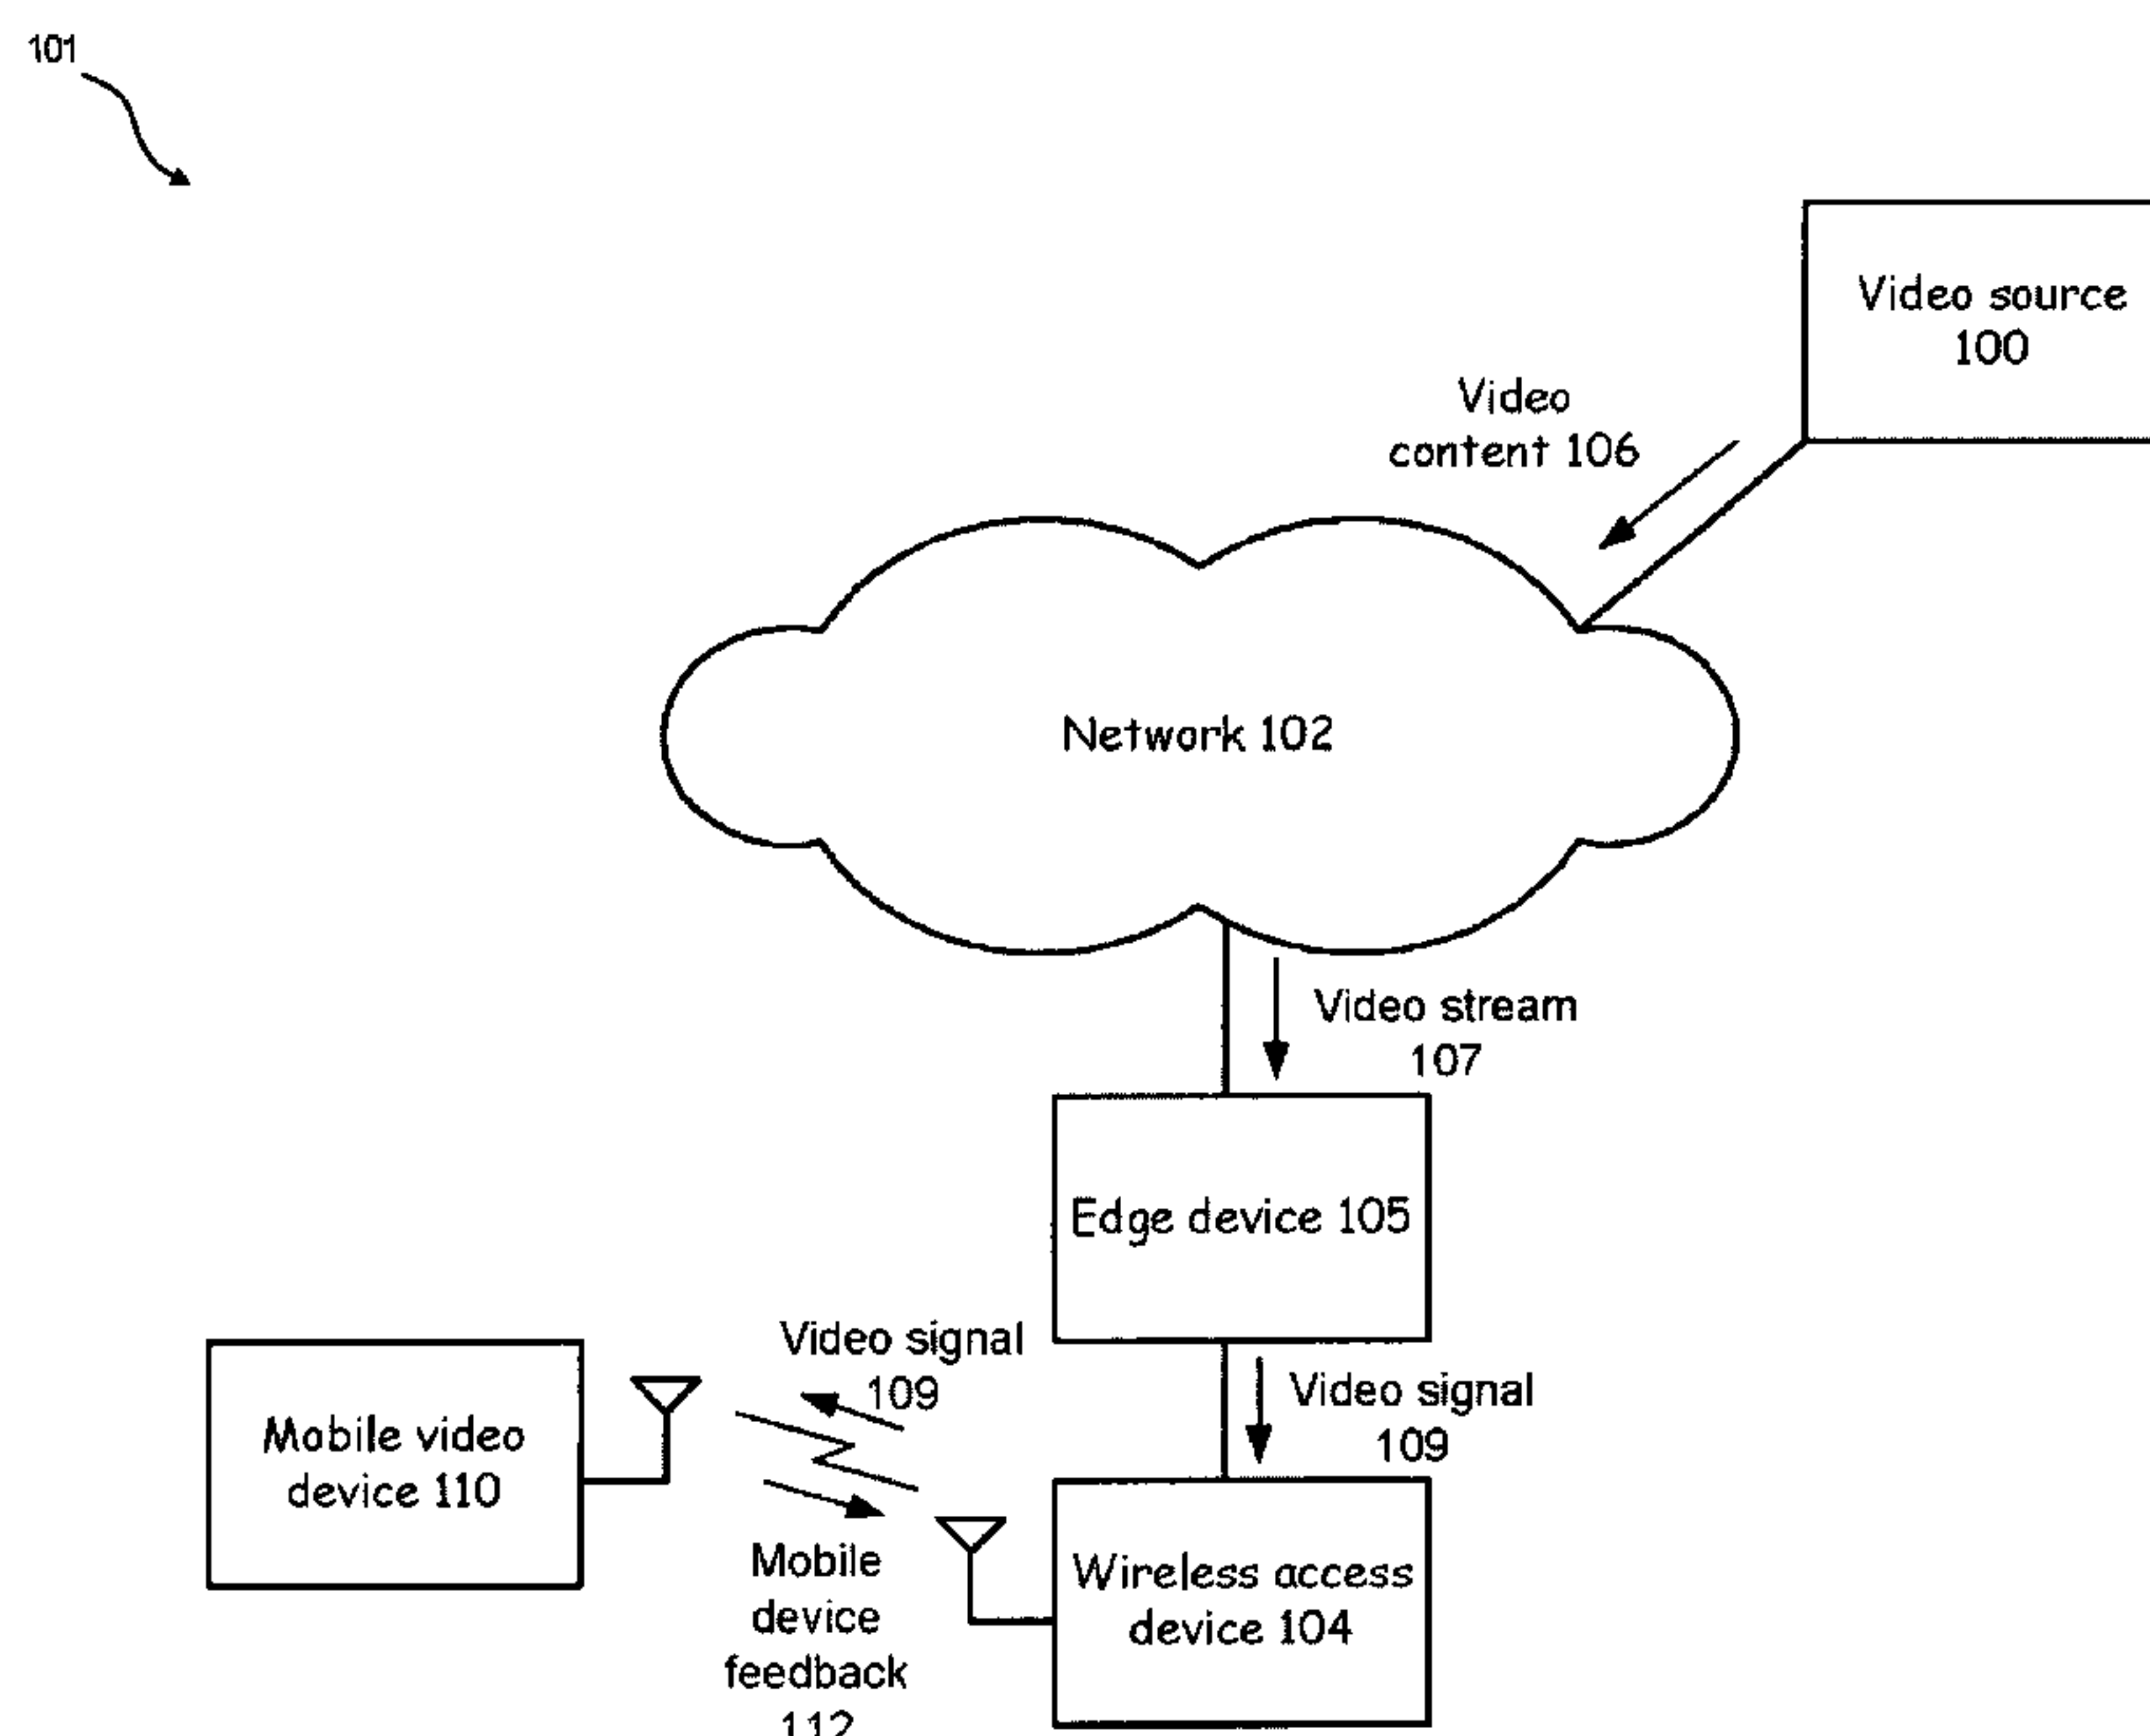 101
Video source
100
Video
content 106
Network 102
Video stream
107
Edge device 105
Video signal
109
Video signal
109
Mobile video
device 110
Mobile
device
feedback
112
Wireless access
device 104